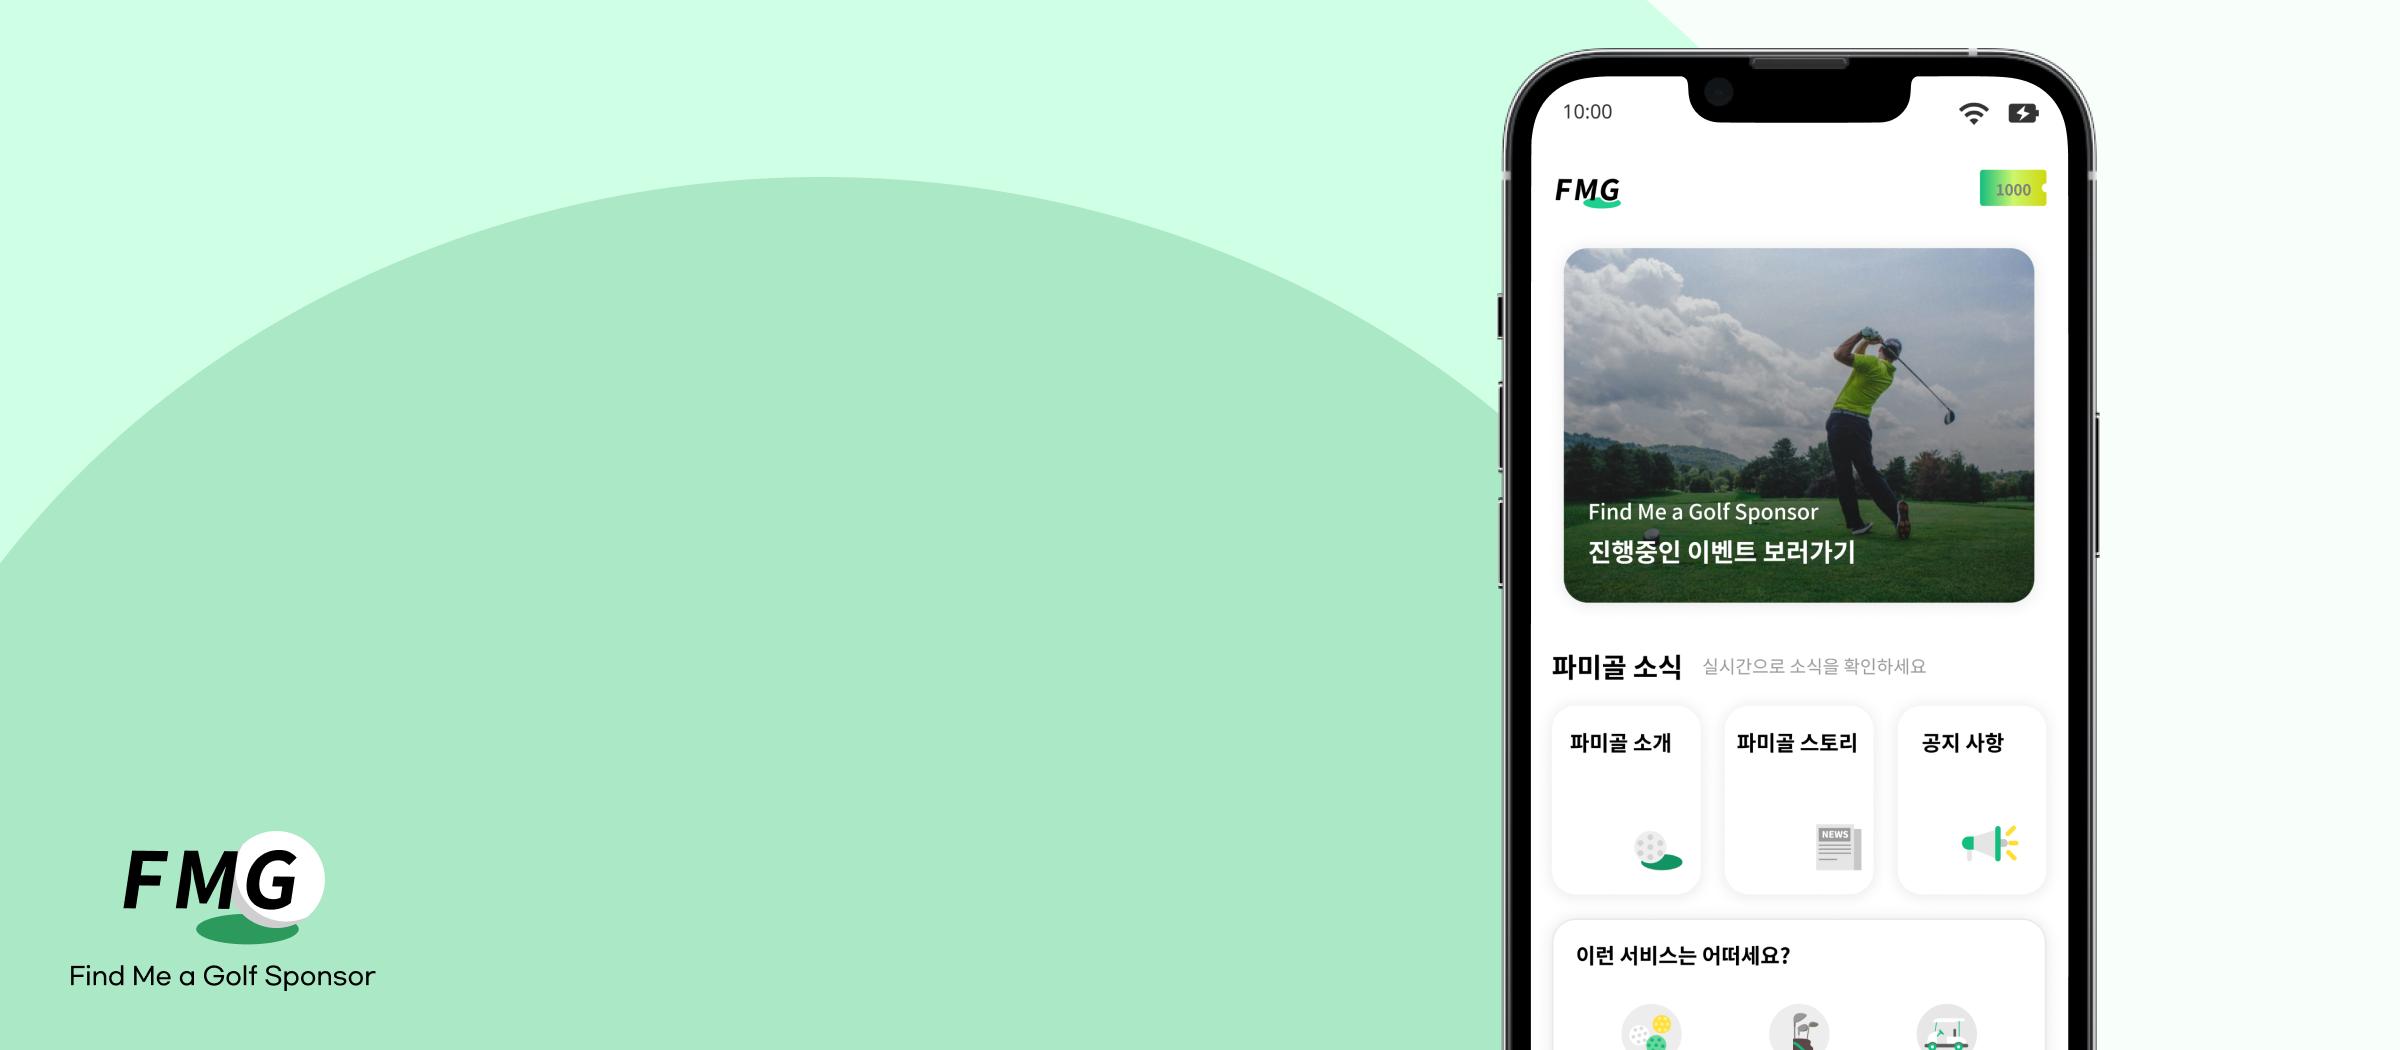 10:00
FMG
1000
Find Me a Golf Sponsor
진행중인 이벤트 보러가기
파미골 소식 실시간으로 소식을 확인하세요
파미골 소개
파미골 스토리
NEWS
공지 사항
이런 서비스는 어떠세요?
FMG
Find Me a Golf Sponsor